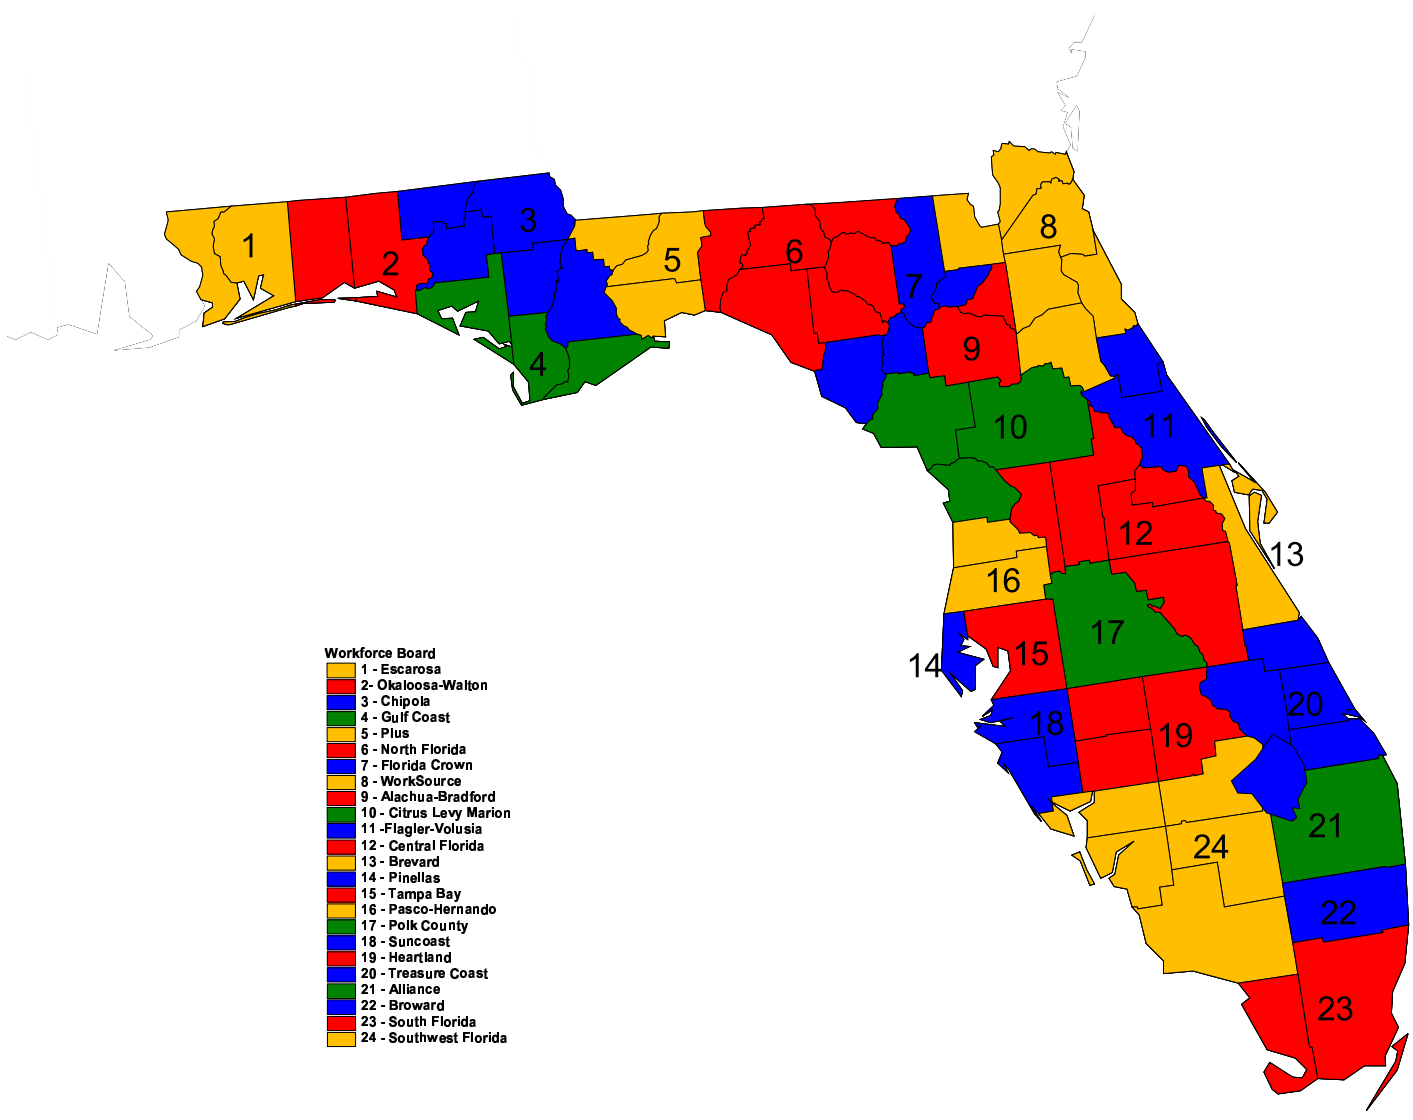 1
2
3
4
5
6
7
8
9
10
11
12
13
14
15
16
17
18
19
20
21
22
23
24
Workforce Board
1 - Escarosa
2- Okaloosa-Walton
3 - Chipola
4 - Gulf Coast
5 - Plus
6 - North Florida
7 - Florida Crown
8 - WorkSource
9 - Alachua-Bradford
10 - Citrus Levy Marion
11 -Flagler-Volusia
12 - Central Florida
13 - Brevard
14 - Pinellas
15 - Tampa Bay
16 - Pasco-Hernando
17 - Polk County
18 - Suncoast
19 - Heartland
20 - Treasure Coast
21 - Alliance
22 - Broward
23 - South Florida
24 - Southwest Florida